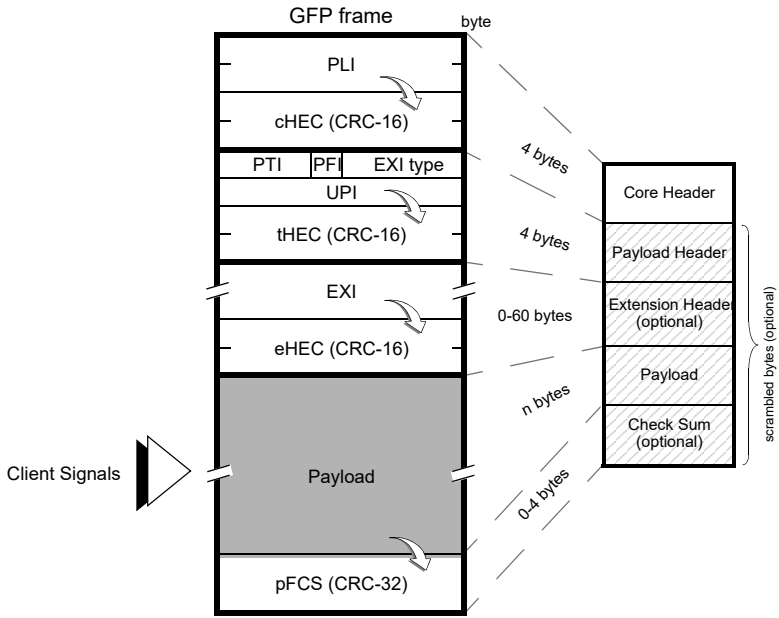 GFP frame
byte
PLI
cHEC (CRC-16)
PTI PFI EXI type
UPI
tHEC (CRC-16)
EXI
eHEC (CRC-16)
Client Signals
Payload
pFCS (CRC-32)
4 bytes
4 bytes
0-60 bytes
n bytes
0-4 bytes
Core Header
Payload Header
Extension Header
(optional)
Payload
Check Sum
(optional)
scrambled bytes (optional)